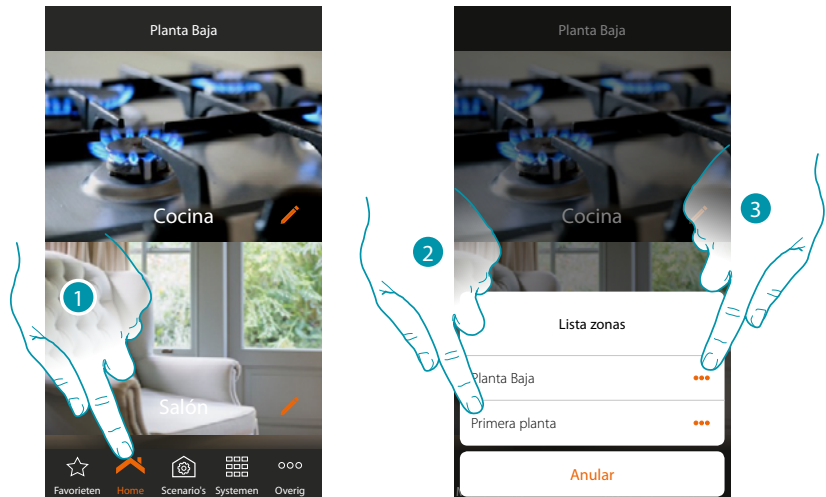 Planta Baja
Cocina
1
Salón
Favorieten Home Scenario's Systemen Overig
Planta Baja
Cocina
3
2
Lista zonas
Planta Baja
Primera planta
Anular